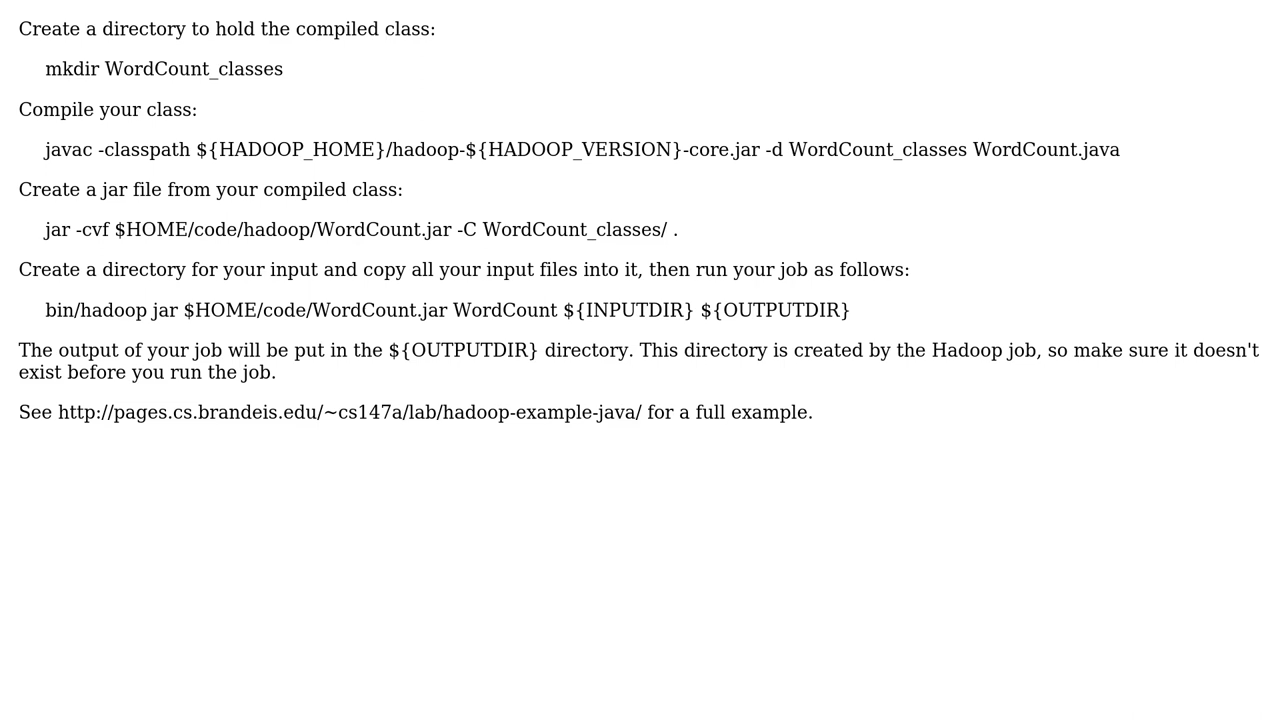 Create a directory to hold the compiled class:
mkdir WordCount_classes
Compile your class:
javac -classpath ${HADOOP_HOME}/hadoop-${HADOOP_VERSION}-core.jar -d WordCount_classes WordCount.java
Create a jar file from your compiled class:
jar -cvf $HOME/code/hadoop/WordCount.jar -C WordCount_classes/ .
Create a directory for your input and copy all your input files into it, then run your job as follows:
bin/hadoop jar $HOME/code/WordCount.jar WordCount ${INPUTDIR} ${OUTPUTDIR}
The output of your job will be put in the ${OUTPUTDIR} directory. This directory is created by the Hadoop job, so make sure it doesn't
exist before you run the job.
See http://pages.cs.brandeis.edu/~cs147a/lab/hadoop-example-java/ for a full example.